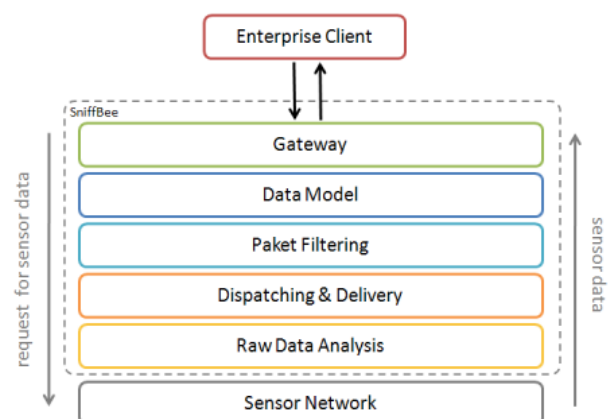 Enterprise Client
SniffBee
Gateway
Data Model
Paket Filtering
Dispatching & Delivery
Raw Data Analysis
Sensor Network
request for sensor data
sensor data